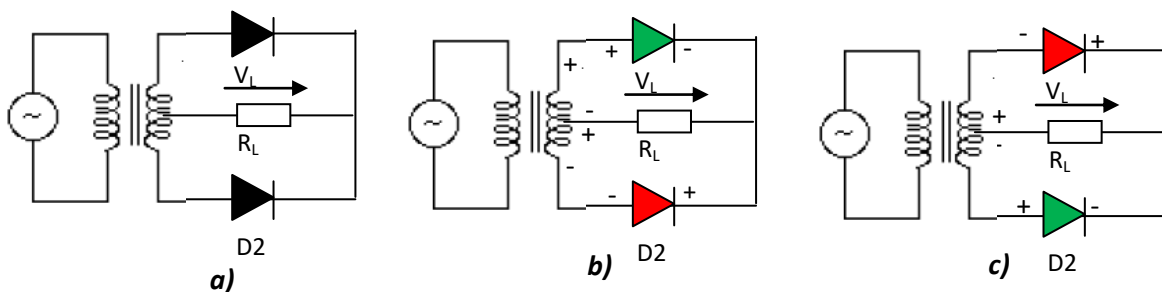 V_L
~
R_L
D2
a)
+ -
+
V_L
-
~
+
R_L
-
- +
D2
b)
- +
V_L
+
~
-
R_L
+ -
D2
c)